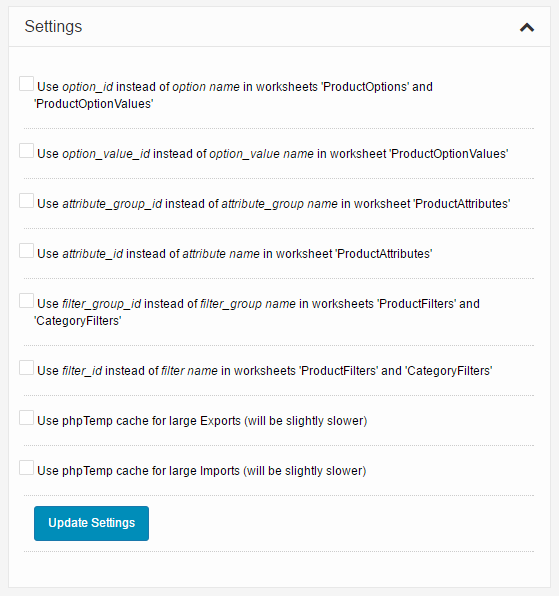 Settings
Use option_id instead of option name in worksheets 'ProductOptions' and
'ProductOptionValues'
Use option_value_id instead of option_value name in worksheet 'ProductOptionValues'
Use attribute_group_id instead of attribute_group name in worksheet 'ProductAttributes'
Use attribute_id instead of attribute name in worksheet 'ProductAttributes'
Use filter_group_id instead of filter_group name in worksheets 'ProductFilters' and
'CategoryFilters'
Use filter_id instead of filter name in worksheets 'ProductFilters' and 'CategoryFilters'
Use phpTemp cache for large Exports (will be slightly slower)
Use phpTemp cache for large Imports (will be slightly slower)
Update Settings